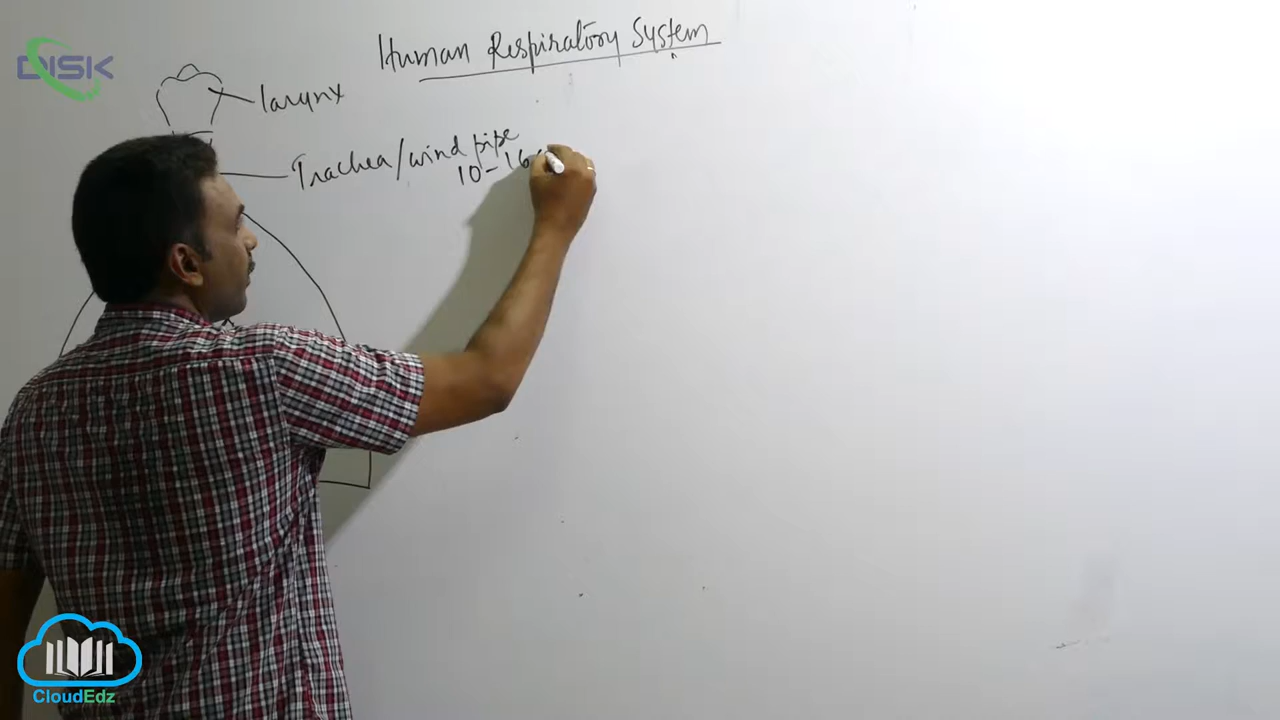 Human Respiratory System
DISK
larynx
Trachea/wind pipe
10-16
CloudEdz